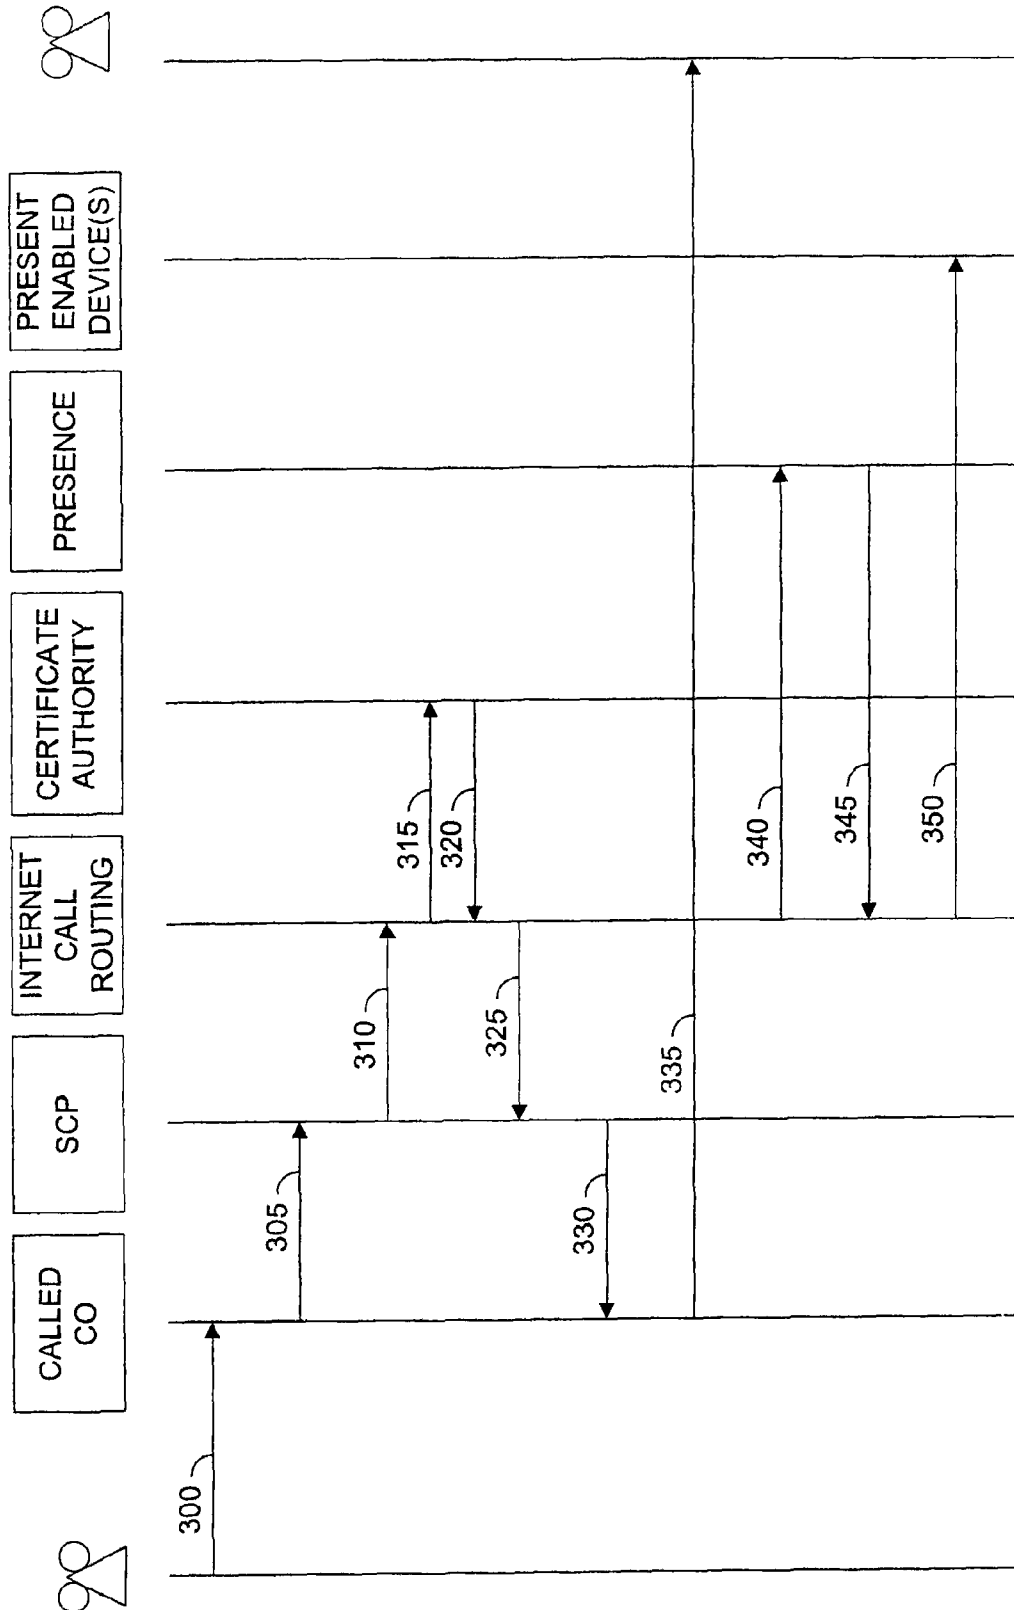 CALLED
CO
SCP
INTERNET
CALL
ROUTING
CERTIFICATE
AUTHORITY
PRESENCE
PRESENT
ENABLED
DEVICE(S)
300
305
310
315
320
325
330
335
340
345
350